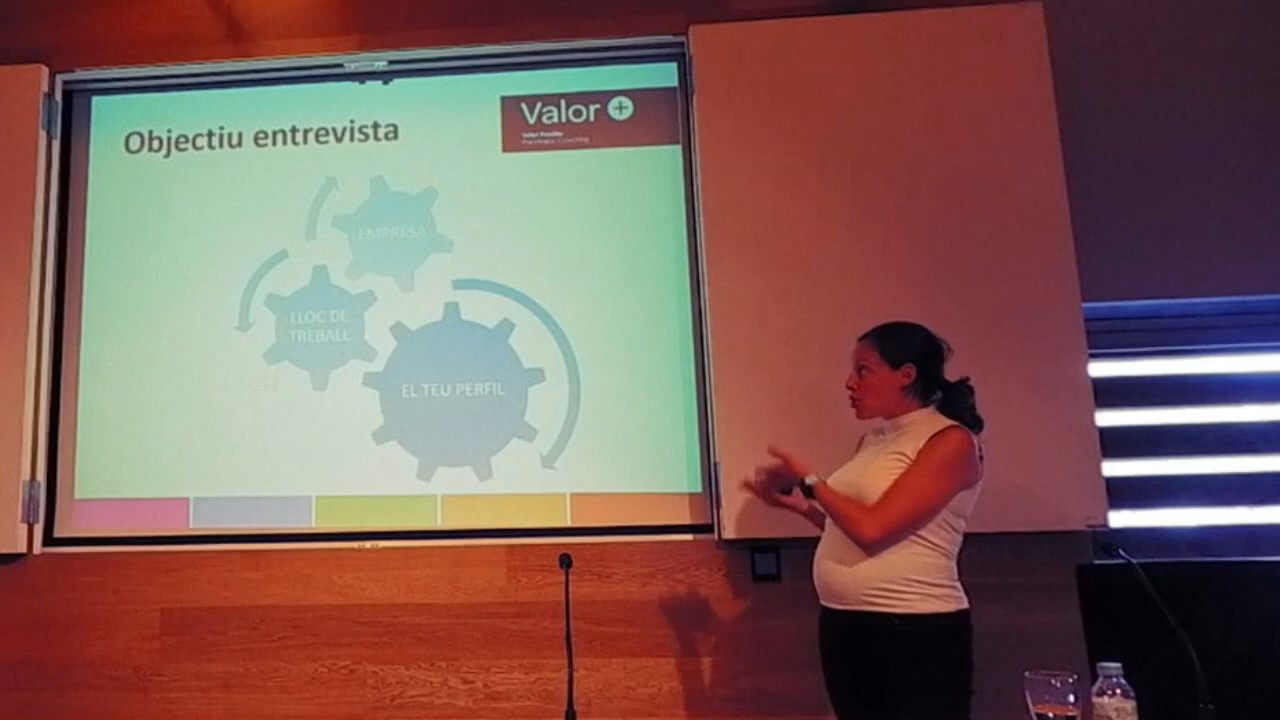 Objectiu entrevista
Valor +
EMPRESA
LLOC DE
TREBALL
EL TEU PERFIL